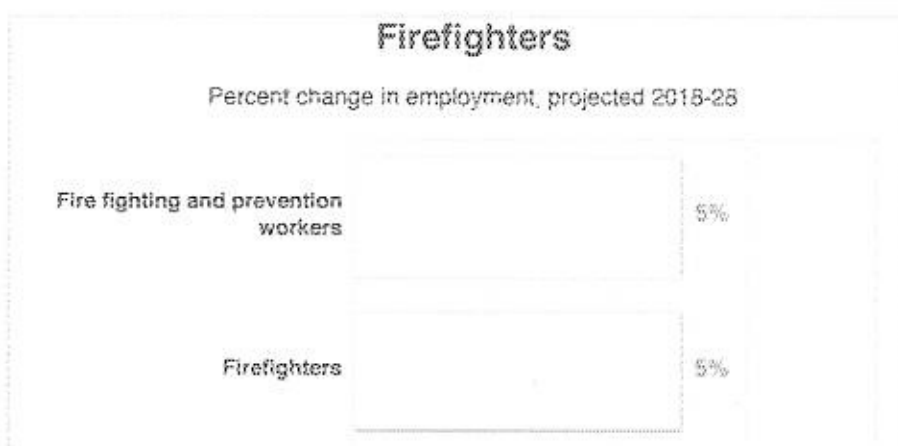 Firefighters
Percent change in employment, projected 2018-28
Fire fighting and prevention
workers
5%
Firefighters
5%